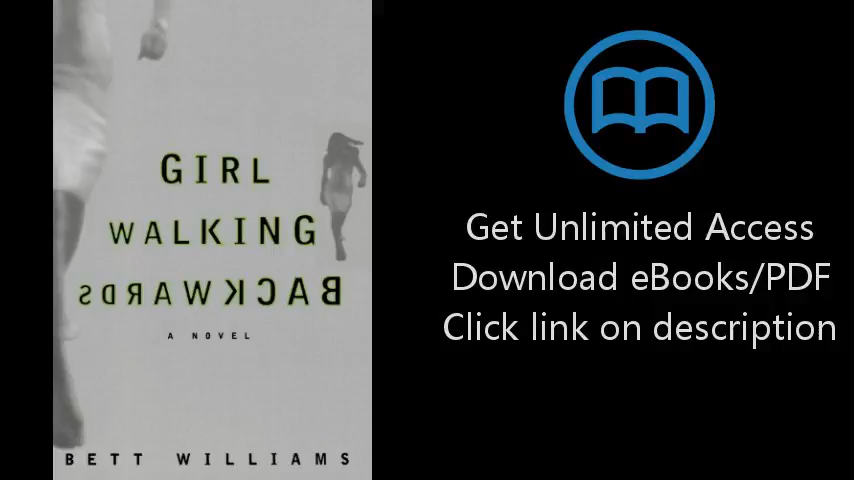 GIRL
WALKING
BACKWARDS
A NOVEL
BETT WILLIAMS
Get Unlimited Access
Download eBooks/PDF
Click link on description